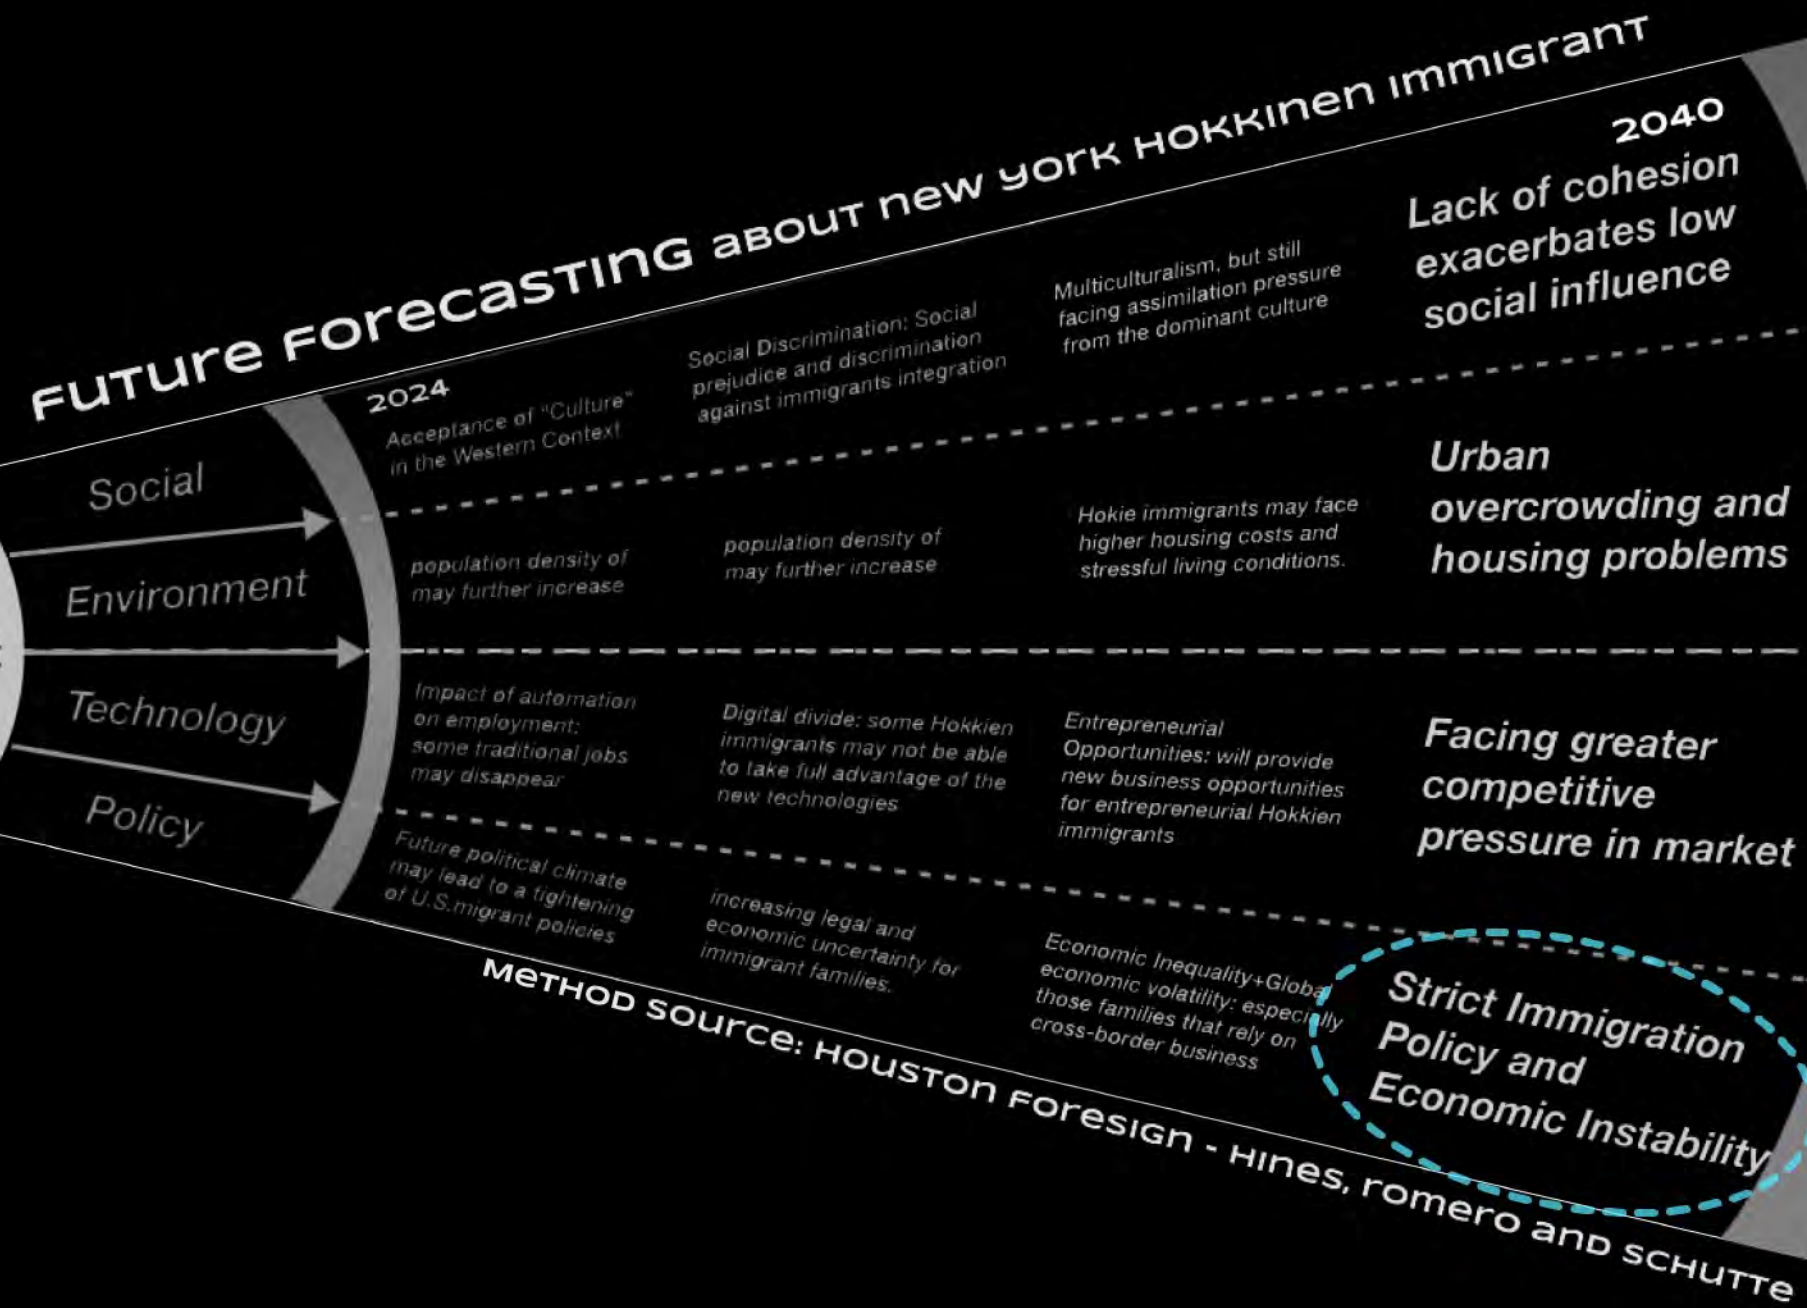 Future Forecasting about new york Hokkinen Immigrant
2024
2040
Social
Acceptance of "Culture"
in the Western Context
Social Discrimination: Social
prejudice and discrimination
against immigrants integration
Multiculturalism, but still
facing assimilation pressure
from the dominant culture
Lack of cohesion
exacerbates low
social influence
Environment
population density of
may further increase
population density of
may further increase
Hokie immigrants may face
higher housing costs and
stressful living conditions.
Urban
overcrowding and
housing problems
Technology
Impact of automation
on employment:
some traditional jobs
may disappear
Digital divide: some Hokkien
immigrants may not be able
to take full advantage of the
new technologies
Entrepreneurial
Opportunities: will provide
new business opportunities
for entrepreneurial Hokkien
immigrants
Facing greater
competitive
pressure in market
Policy
Future political climate
may lead to a tightening
of U.S.migrant policies
increasing legal and
economic uncertainty for
immigrant families.
Economic Inequality+Global
economic volatility: especially
those families that rely on
cross-border business
Strict Immigration
Policy and
Economic Instability
Method source: Houston Foresign - Hines, Romero and Schutte